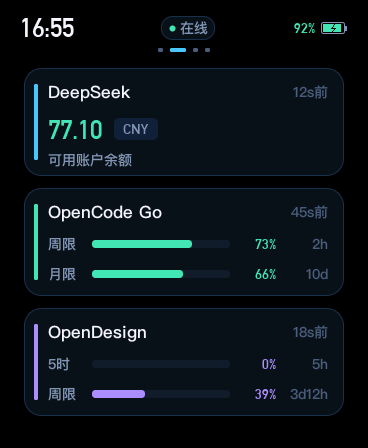 16:55 在线 92%
DeepSeek 12s前
77.10 CNY
可用账户余额
OpenCode Go 45s前
周限 73% 2h
月限 66% 10d
OpenDesign 18s前
5时 0% 5h
周限 39% 3d12h